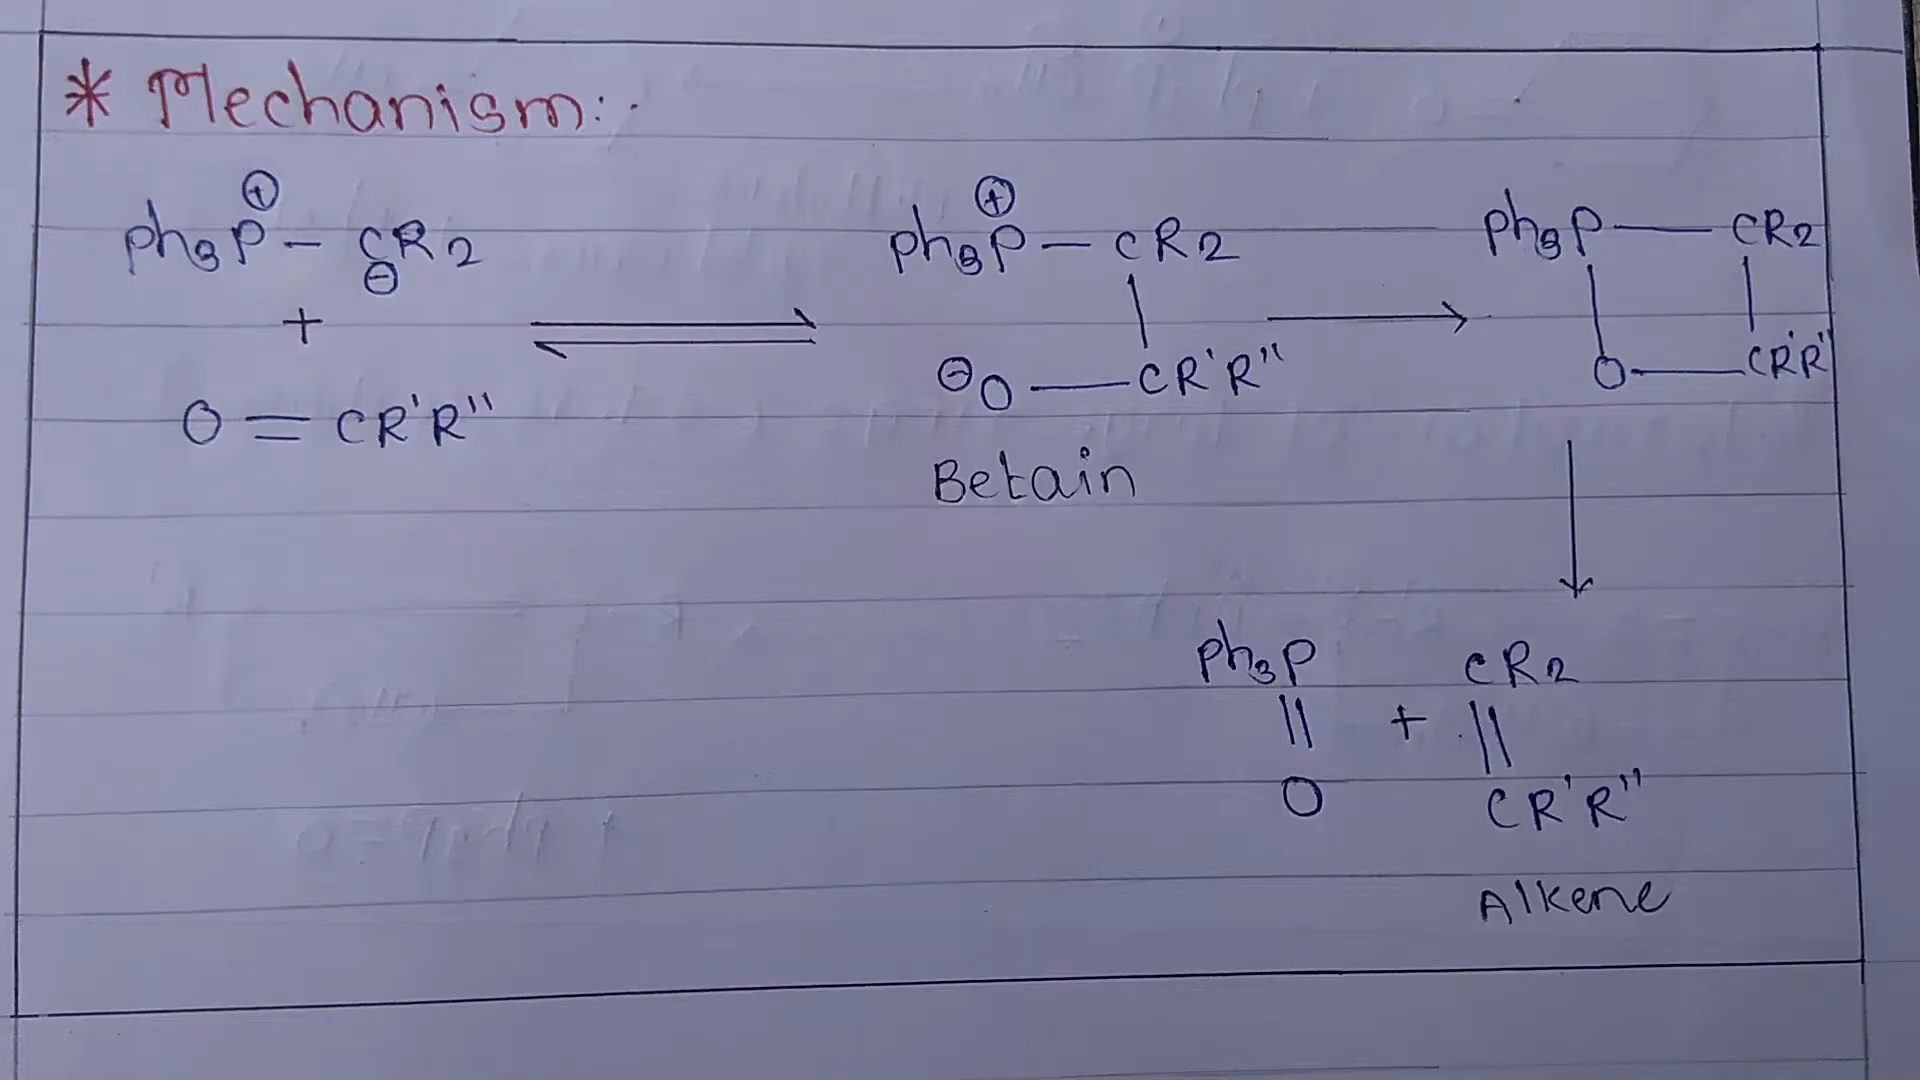 * Mechanism:-
Ph3P⊕ – CR2
⊖
+
O = CR'R"
⇌
Ph3P⊕ – CR2
|
⊖O — CR'R"
Betain
→
Ph3P — CR2
| |
O — CR'R'
↓
Ph3P + CR2
|| ||
O CR'R"
Alkene